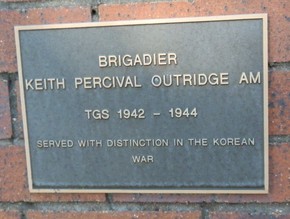 BRIGADIER
KEITH PERCIVAL OUTRIDGE AM
TGS 1942 - 1944
SERVED WITH DISTINCTION IN THE KOREAN
WAR